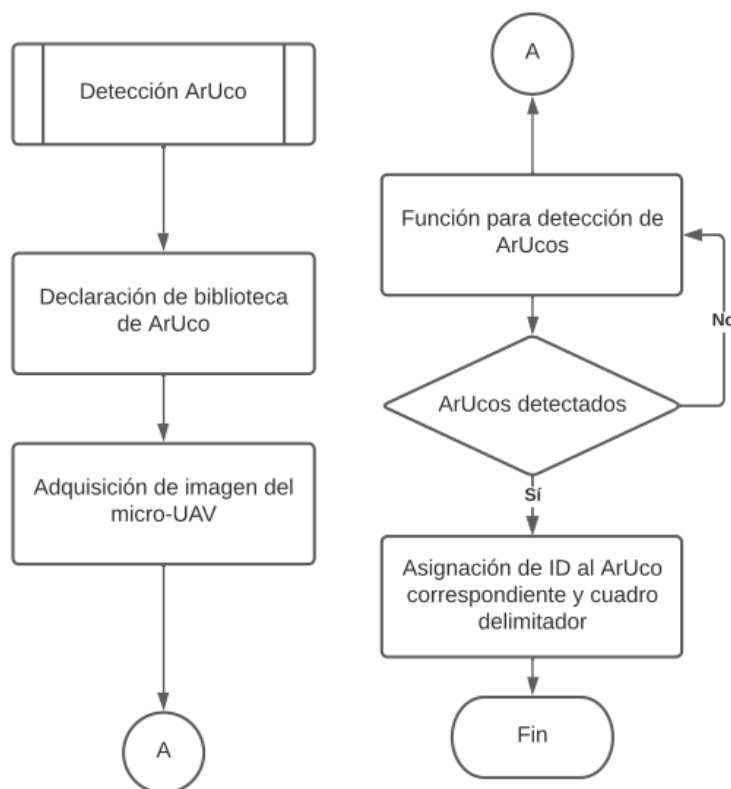 Detección ArUco
Declaración de biblioteca
de ArUco
Adquisición de imagen del
micro-UAV
A
A
Función para detección de
ArUcos
No
ArUcos detectados
Sí
Asignación de ID al ArUco
correspondiente y cuadro
delimitador
Fin